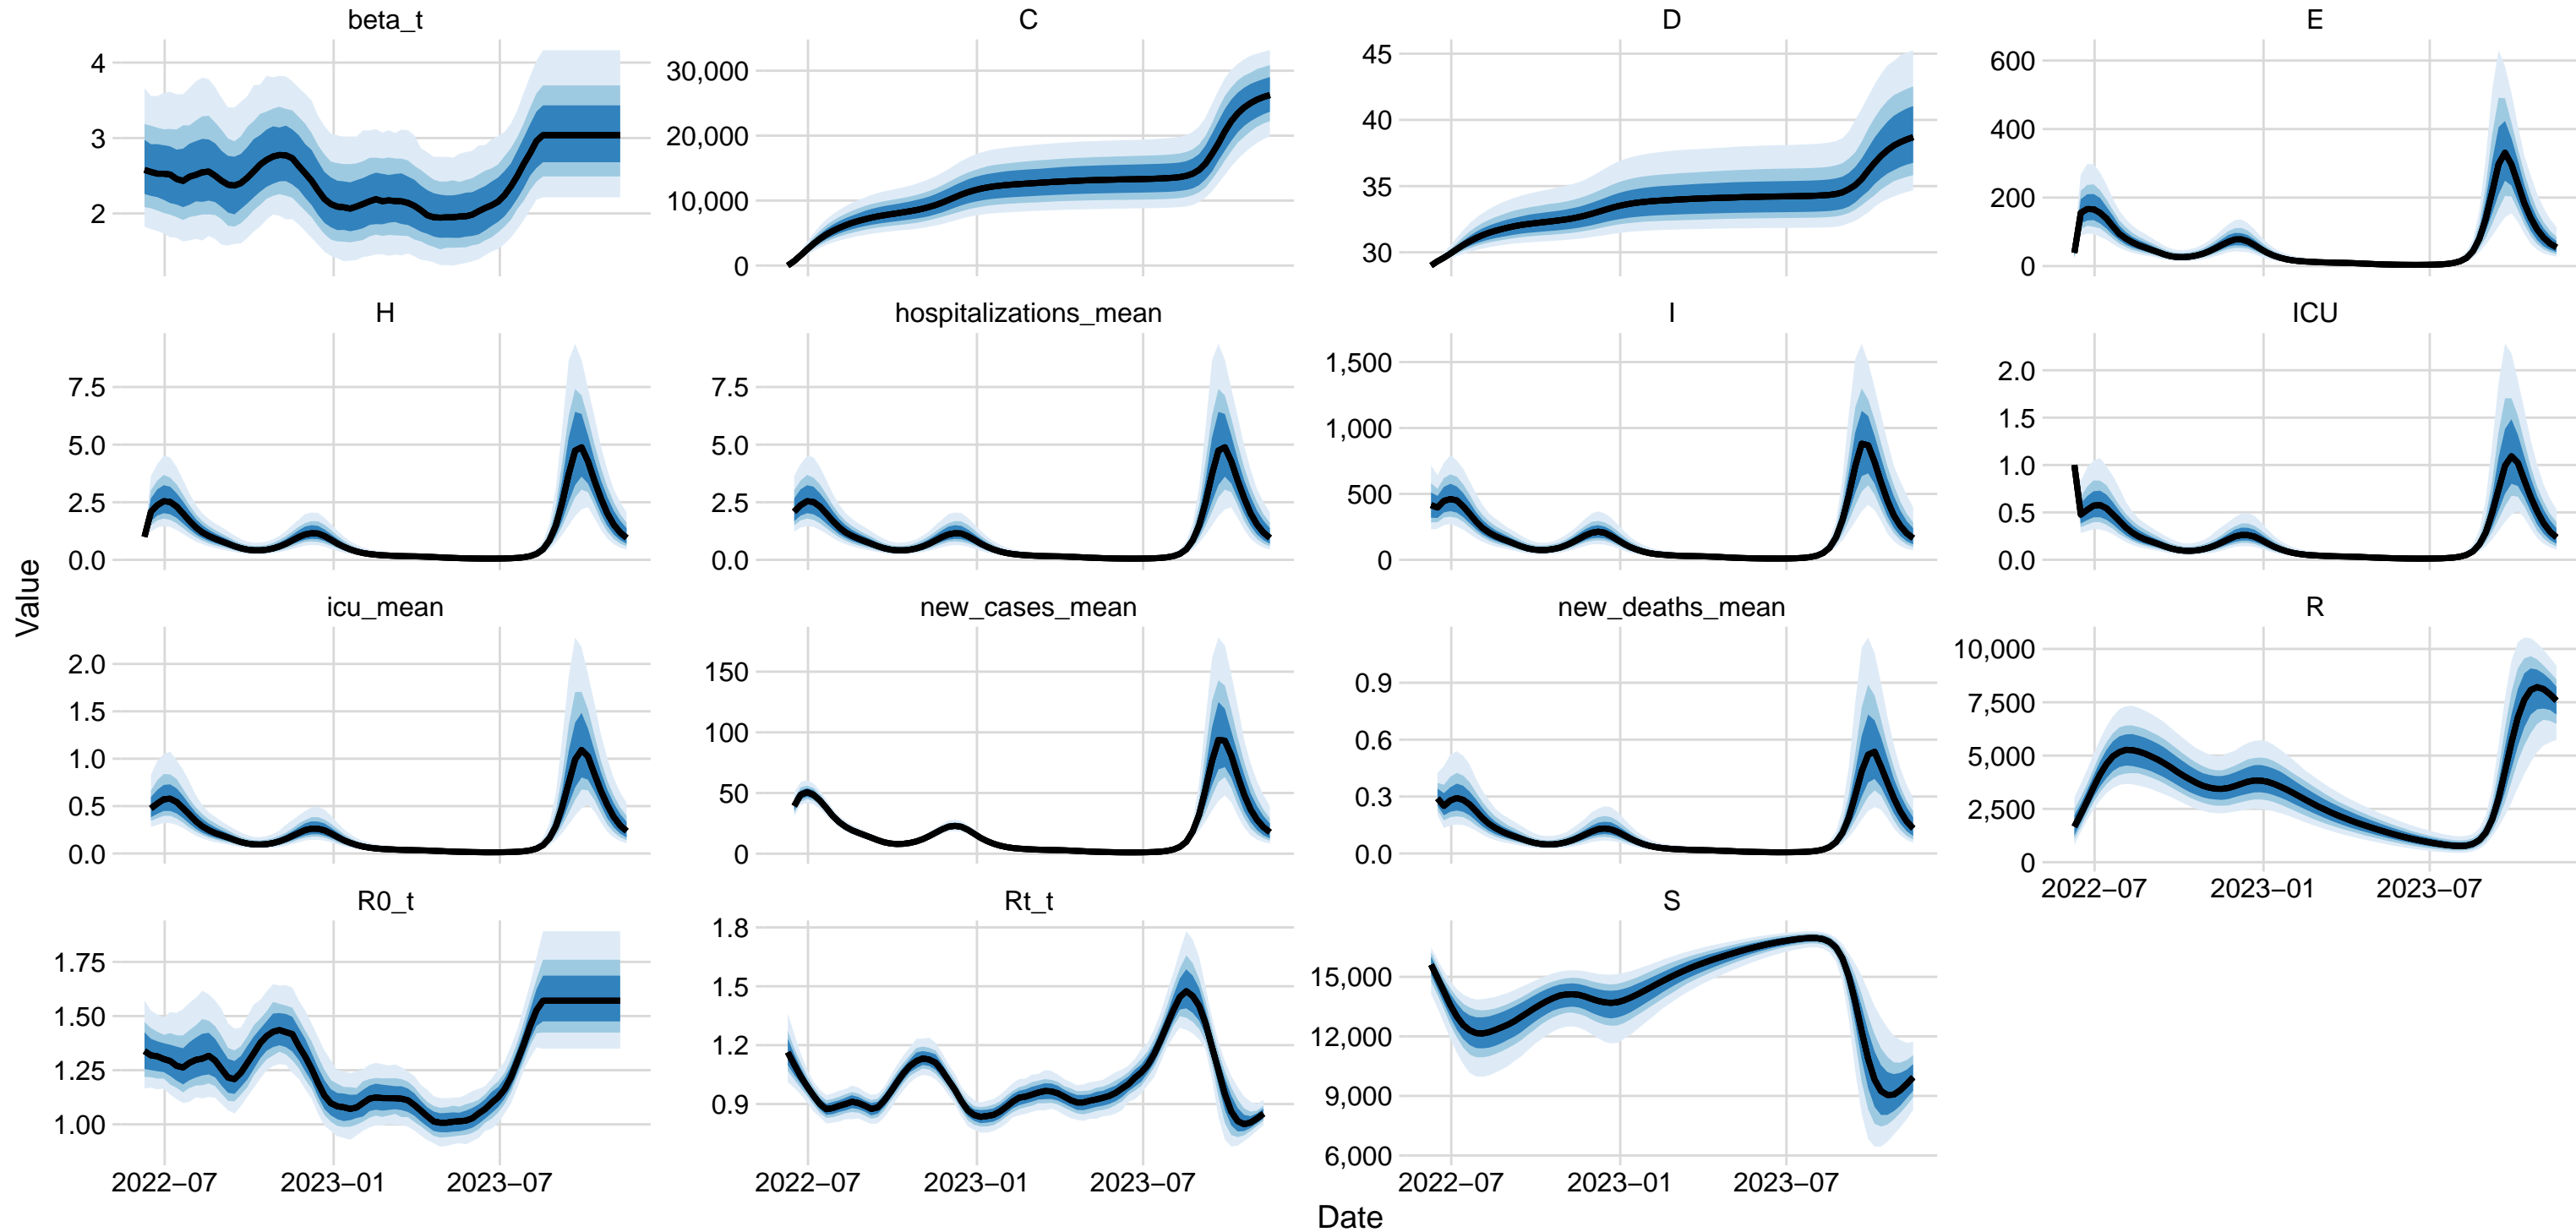 beta_t
C
D
E
4
3
2
30,000
20,000
10,000
0
45
40
35
30
600
400
200
0
H
hospitalizations_mean
I
ICU
7.5
5.0
2.5
0.0
7.5
5.0
2.5
0.0
1,500
1,000
500
0
2.0
1.5
1.0
0.5
0.0
Value
icu_mean
new_cases_mean
new_deaths_mean
R
2.0
1.5
1.0
0.5
0.0
150
100
50
0
0.9
0.6
0.3
0.0
10,000
7,500
5,000
2,500
0
2022−07 2023−01 2023−07
R0_t
Rt_t
S
1.75
1.50
1.25
1.00
1.8
1.5
1.2
0.9
15,000
12,000
9,000
6,000
2022−07 2023−01 2023−07
2022−07 2023−01 2023−07
2022−07 2023−01 2023−07
Date